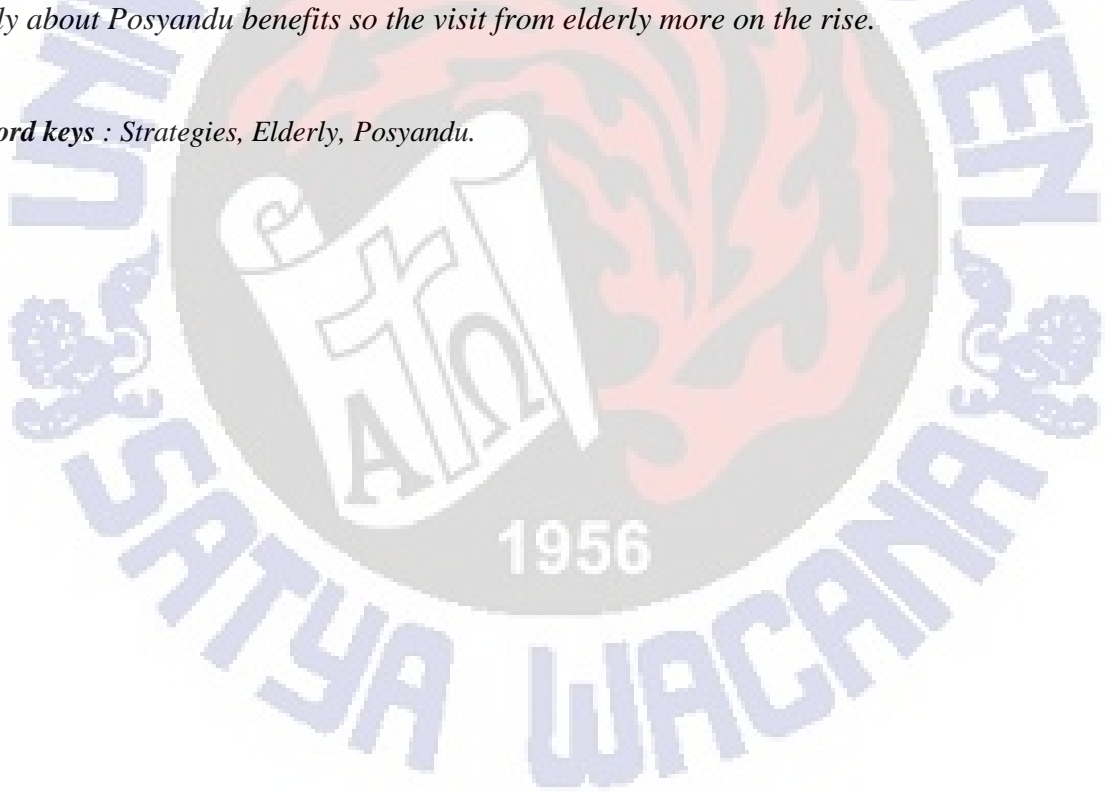 ly about Posyandu benefits so the visit from elderly more on the rise.
ord keys : Strategies, Elderly, Posyandu.
TEN
SATYA WACANA
1956
Α Ω